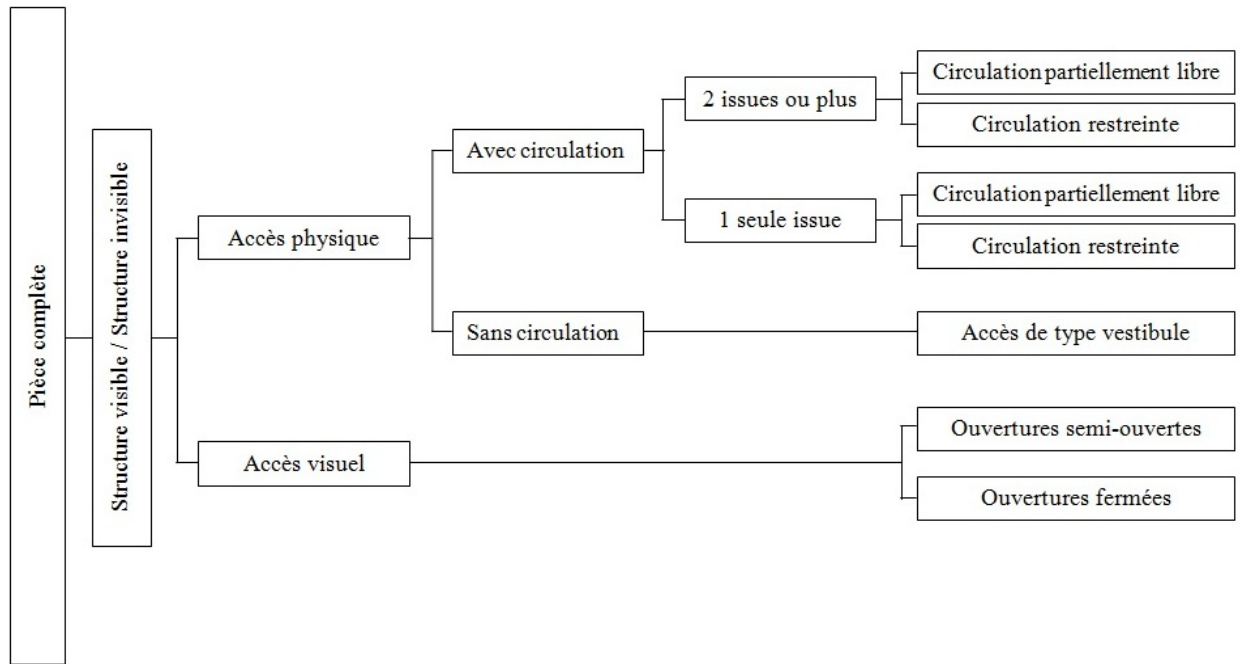 Pièce complète
Structure visible / Structure invisible
Accès physique
Avec circulation
2 issues ou plus
Circulation partiellement libre
Circulation restreinte
1 seule issue
Circulation partiellement libre
Circulation restreinte
Sans circulation
Accès de type vestibule
Accès visuel
Ouvertures semi-ouvertes
Ouvertures fermées